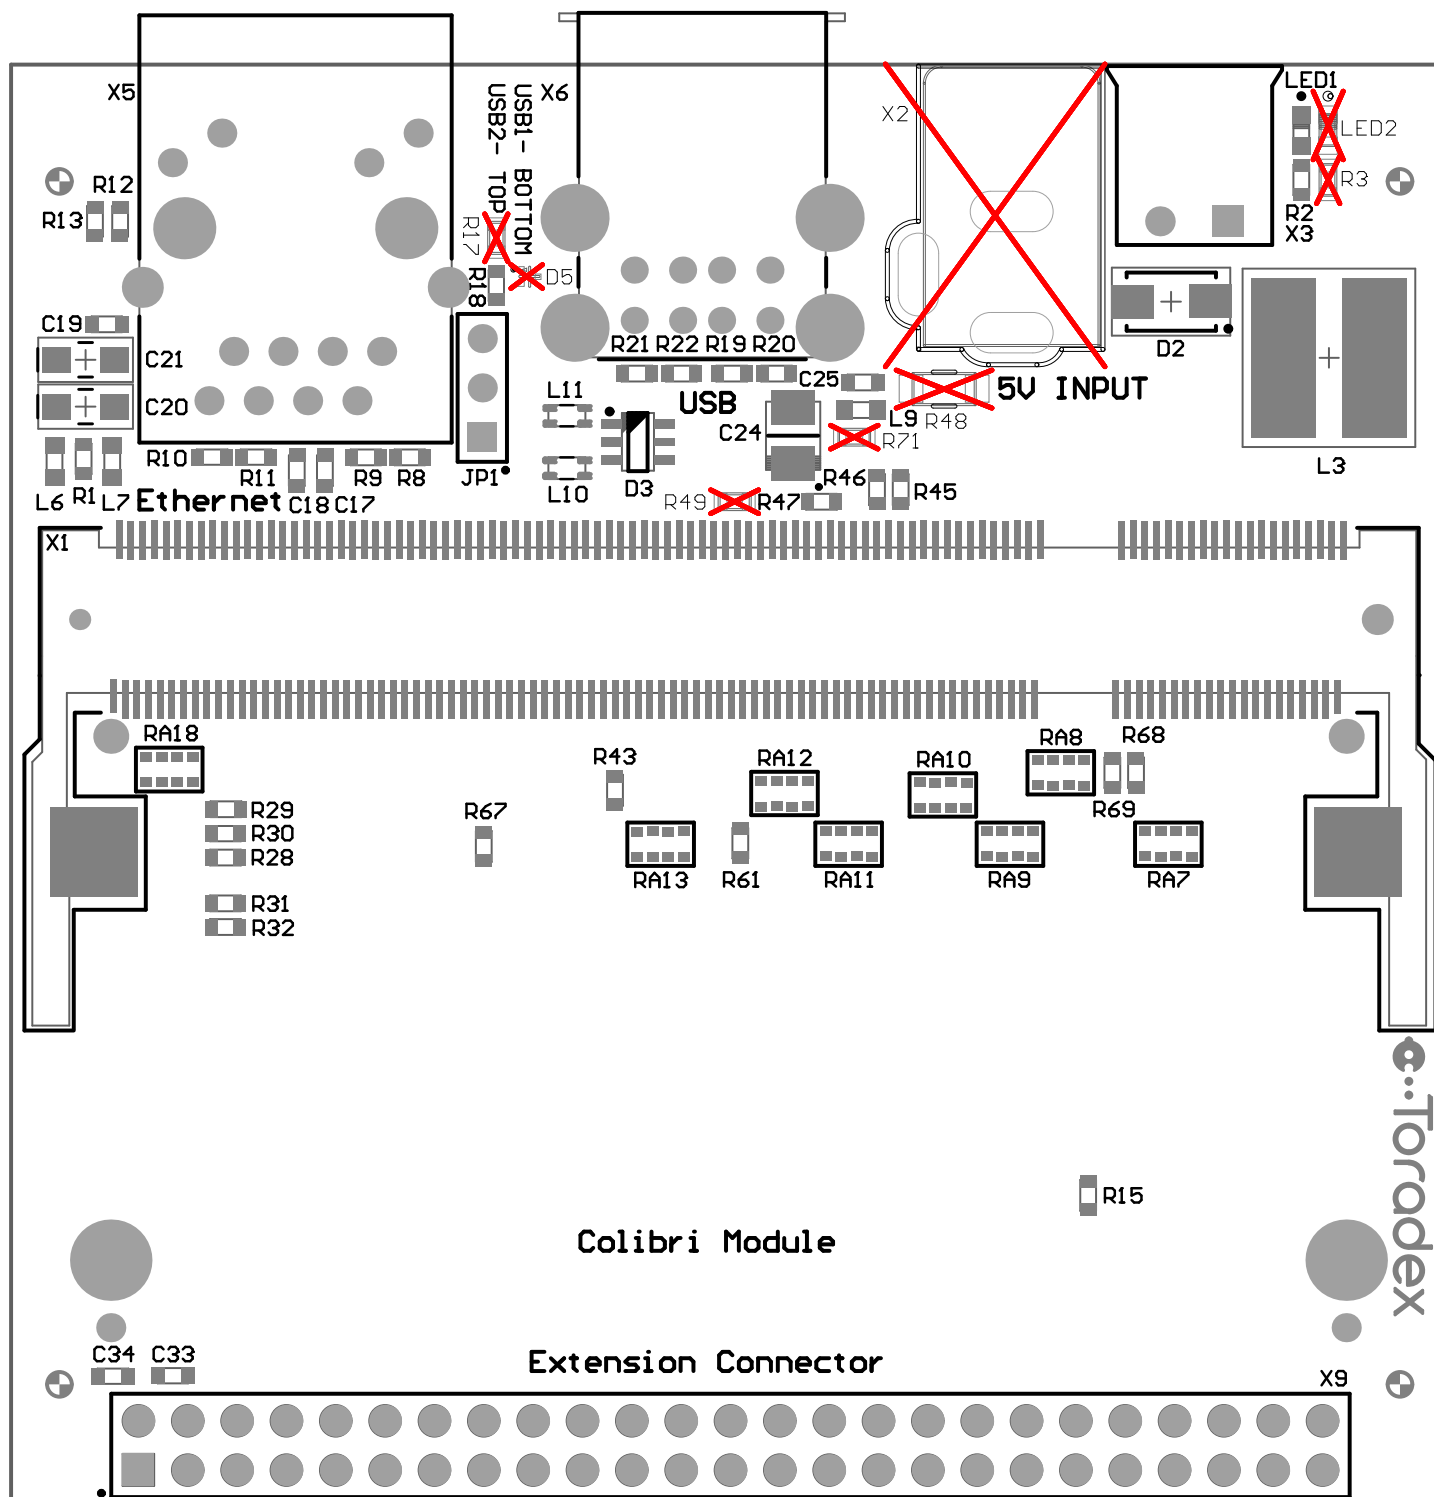 X5
USB2- TOP
USB1- BOTTOM
X6
X2
LED1
LED2
R12
R13
R3
R2
X3
R17
R18
D5
C19
C21
C20
R21
R22
R19
R20
D2
C25
5V INPUT
L11
USB
L9
R48
C24
R71
L3
R10
R11
R9
R8
JP1
L10
D3
R46
R45
L6
R1
L7
Ethernet
C18
C17
R49
R47
X1
RA18
R43
RA12
RA10
RA8
R68
R29
R67
R69
R30
R28
RA13
R61
RA11
RA9
RA7
R31
R32
Toradex
R15
Colibri Module
C34
C33
Extension Connector
X9